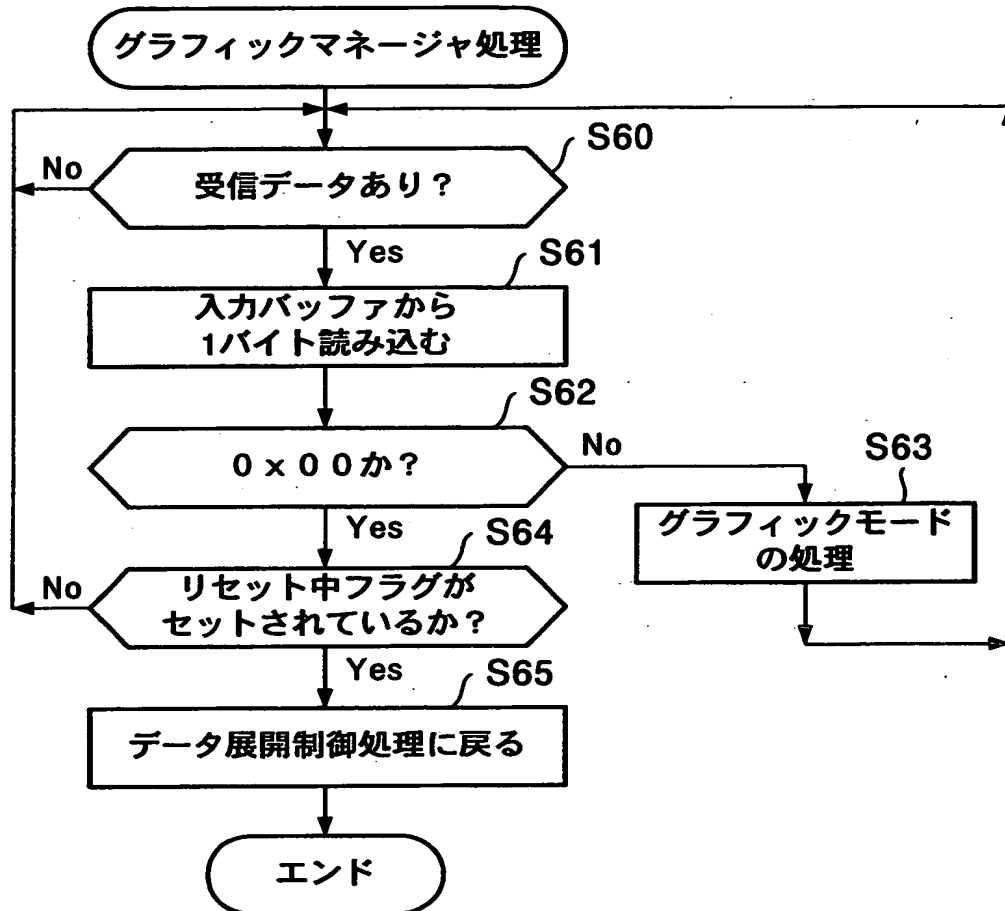 グラフィックマネージャ処理
S60
No
受信データあり？
Yes
S61
入力バッファから
1バイト読み込む
S62
０ｘ００か？
No
S63
グラフィックモード
の処理
Yes
S64
No
リセット中フラグが
セットされているか？
Yes
S65
データ展開制御処理に戻る
エンド